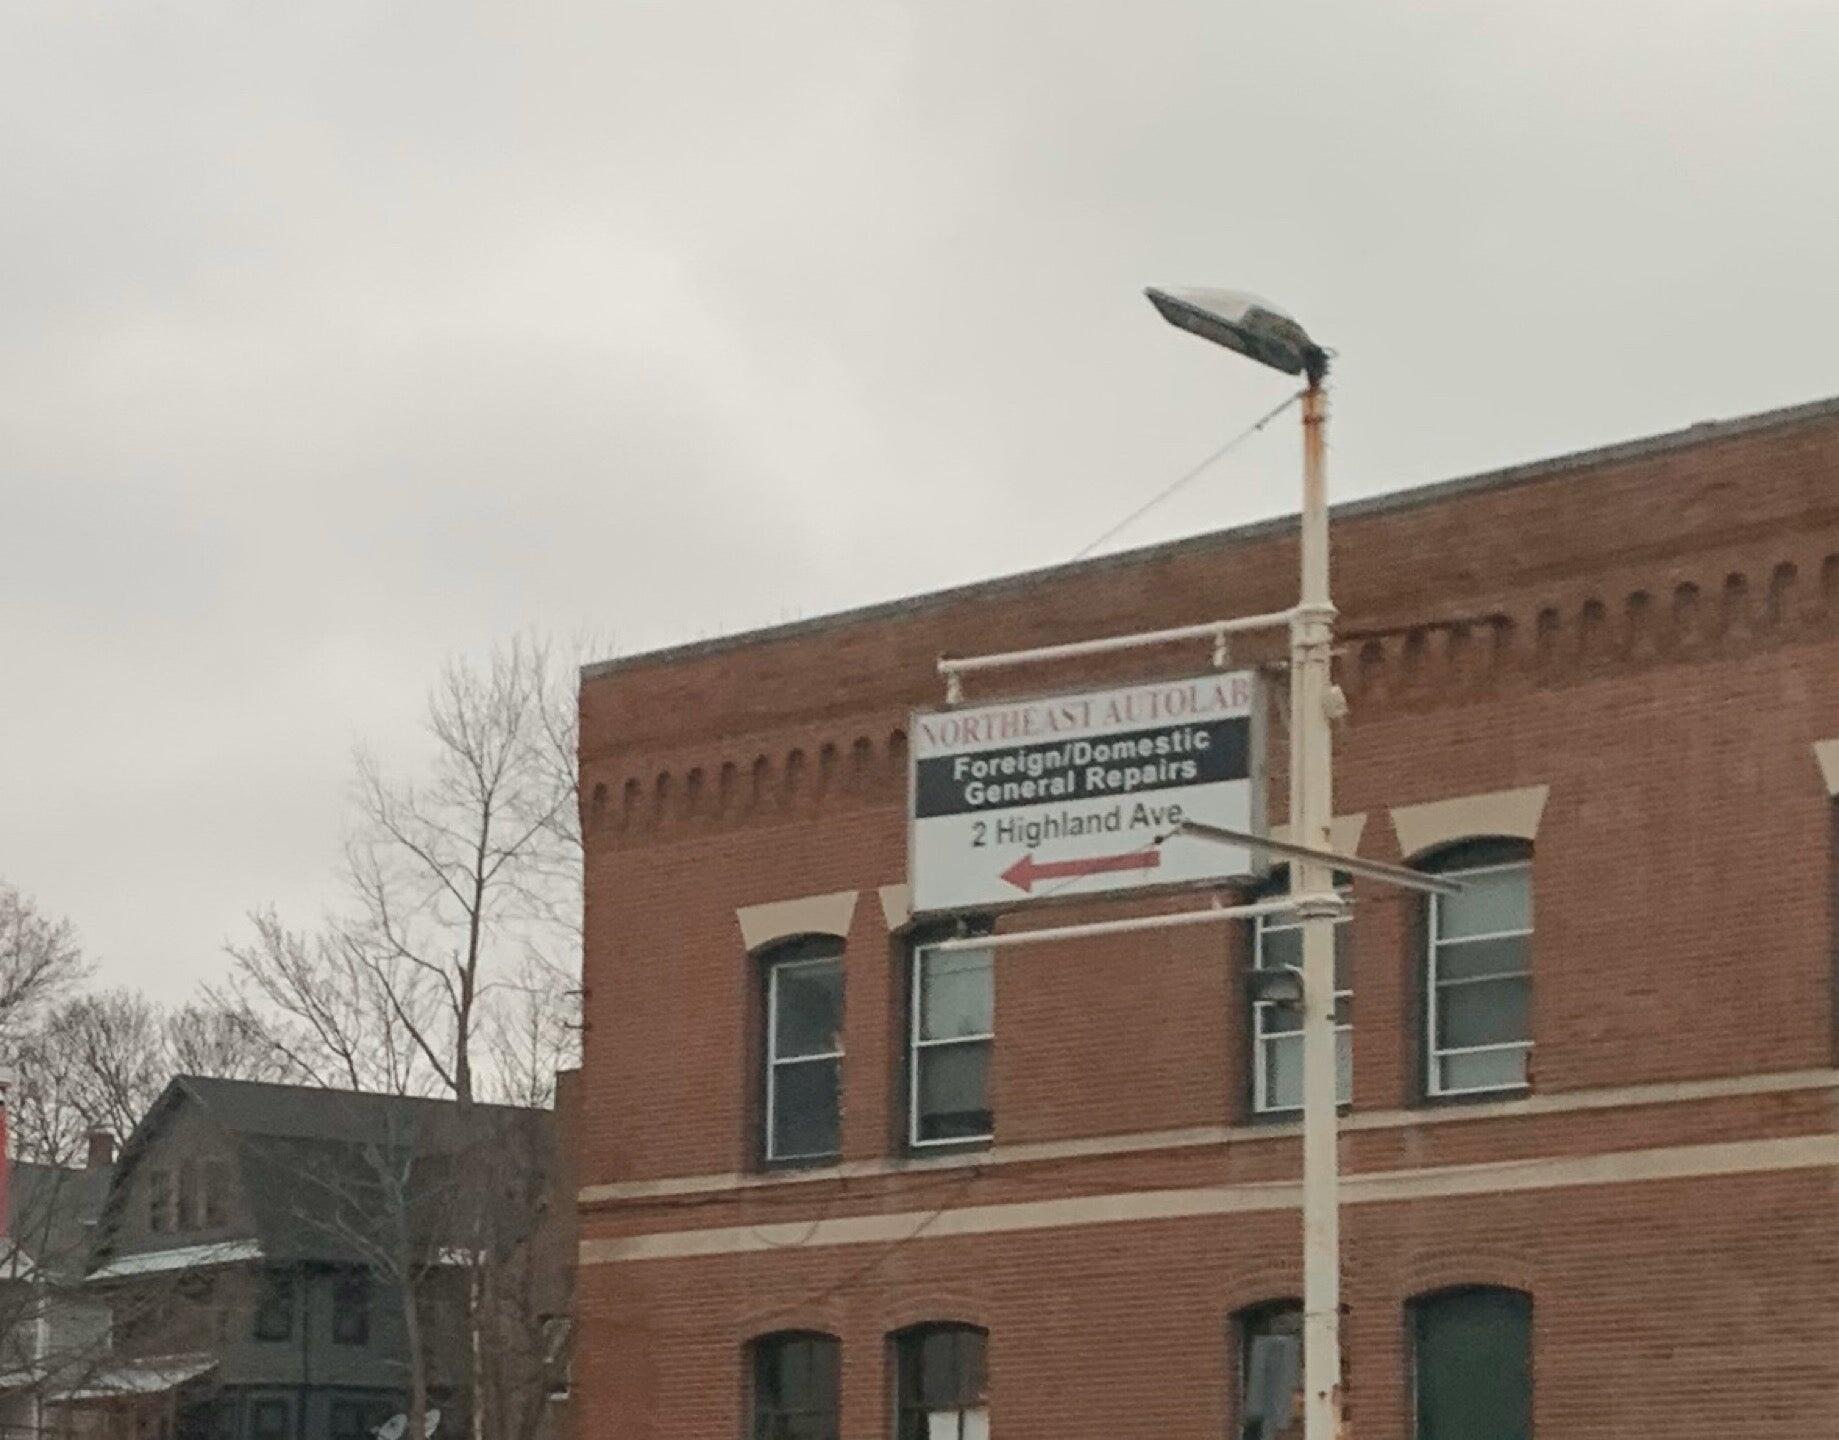 NORTHEAST AUTOLAB
Foreign/Domestic
General Repairs
2 Highland Ave.